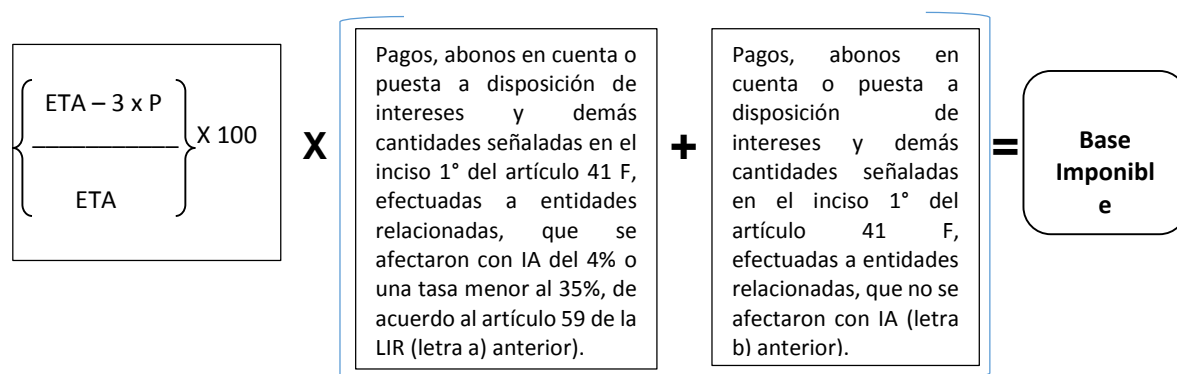 ETA – 3 x P
____________
ETA
X 100
X
Pagos, abonos en cuenta o
puesta a disposición de
intereses y demás
cantidades señaladas en el
inciso 1° del artículo 41 F,
efectuadas a entidades
relacionadas, que se
afectaron con IA del 4% o
una tasa menor al 35%, de
acuerdo al artículo 59 de la
LIR (letra a) anterior).
+
Pagos, abonos en
cuenta o puesta a
disposición de
intereses y demás
cantidades señaladas
en el inciso 1° del
artículo 41 F,
efectuadas a entidades
relacionadas, que no se
afectaron con IA (letra
b) anterior).
=
Base
Imponibl
e